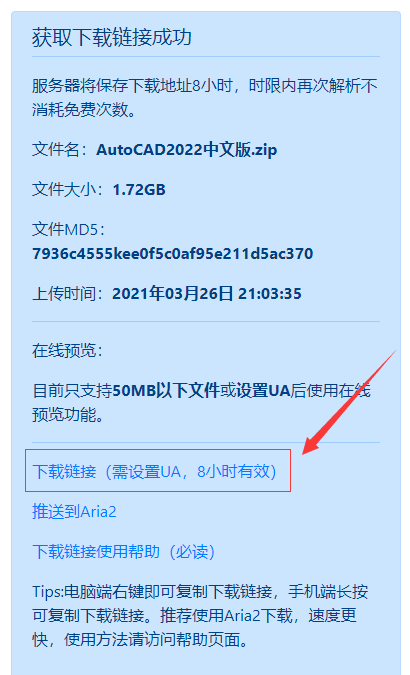 获取下载链接成功
服务器将保存下载地址8小时，时限内再次解析不
消耗免费次数。
文件名：AutoCAD2022中文版.zip
文件大小：1.72GB
文件MD5：
7936c4555kee0f5c0af95e211d5ac370
上传时间：2021年03月26日 21:03:35
在线预览：
目前只支持50MB以下文件或设置UA后使用在线
预览功能。
下载链接（需设置UA，8小时有效）
推送到Aria2
下载链接使用帮助（必读）
Tips:电脑端右键即可复制下载链接，手机端长按
可复制下载链接。推荐使用Aria2下载，速度更
快，使用方法请访问帮助页面。